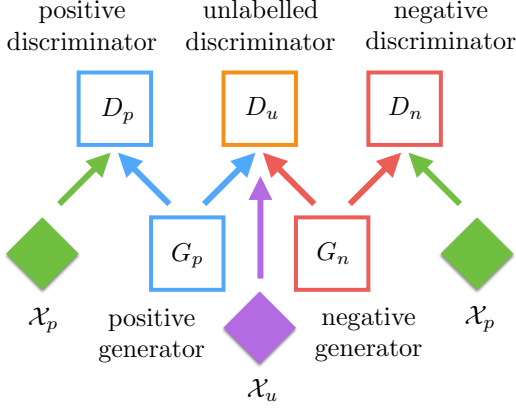 positive
discriminator
unlabelled
discriminator
negative
discriminator
D_p
D_u
D_n
G_p
G_n
𝒳_p
positive
generator
negative
generator
𝒳_p
𝒳_u